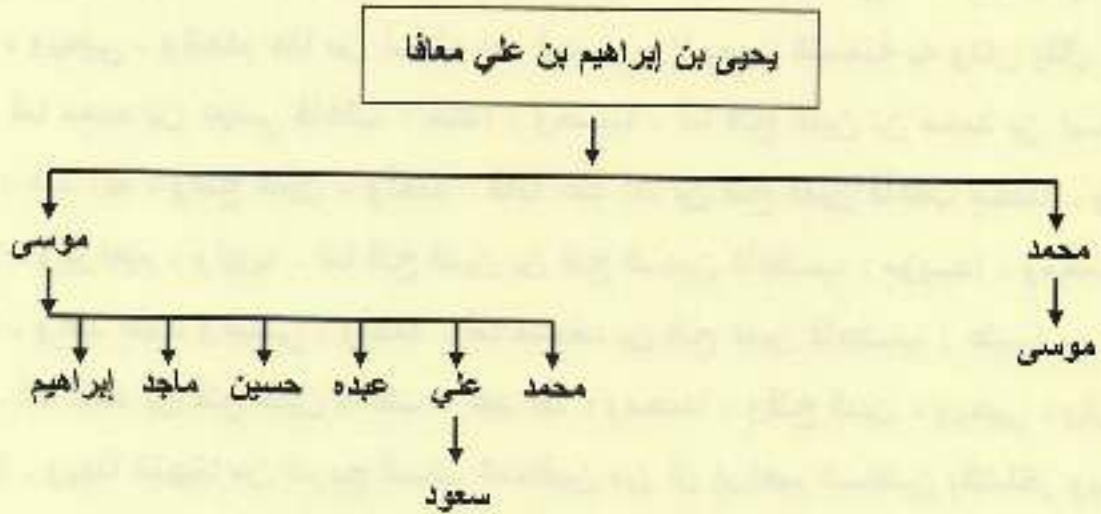 يحيى بن إبراهيم بن علي معافا
محمد موسى
موسى
محمد علي عبده حسين ماجد إبراهيم
سعود